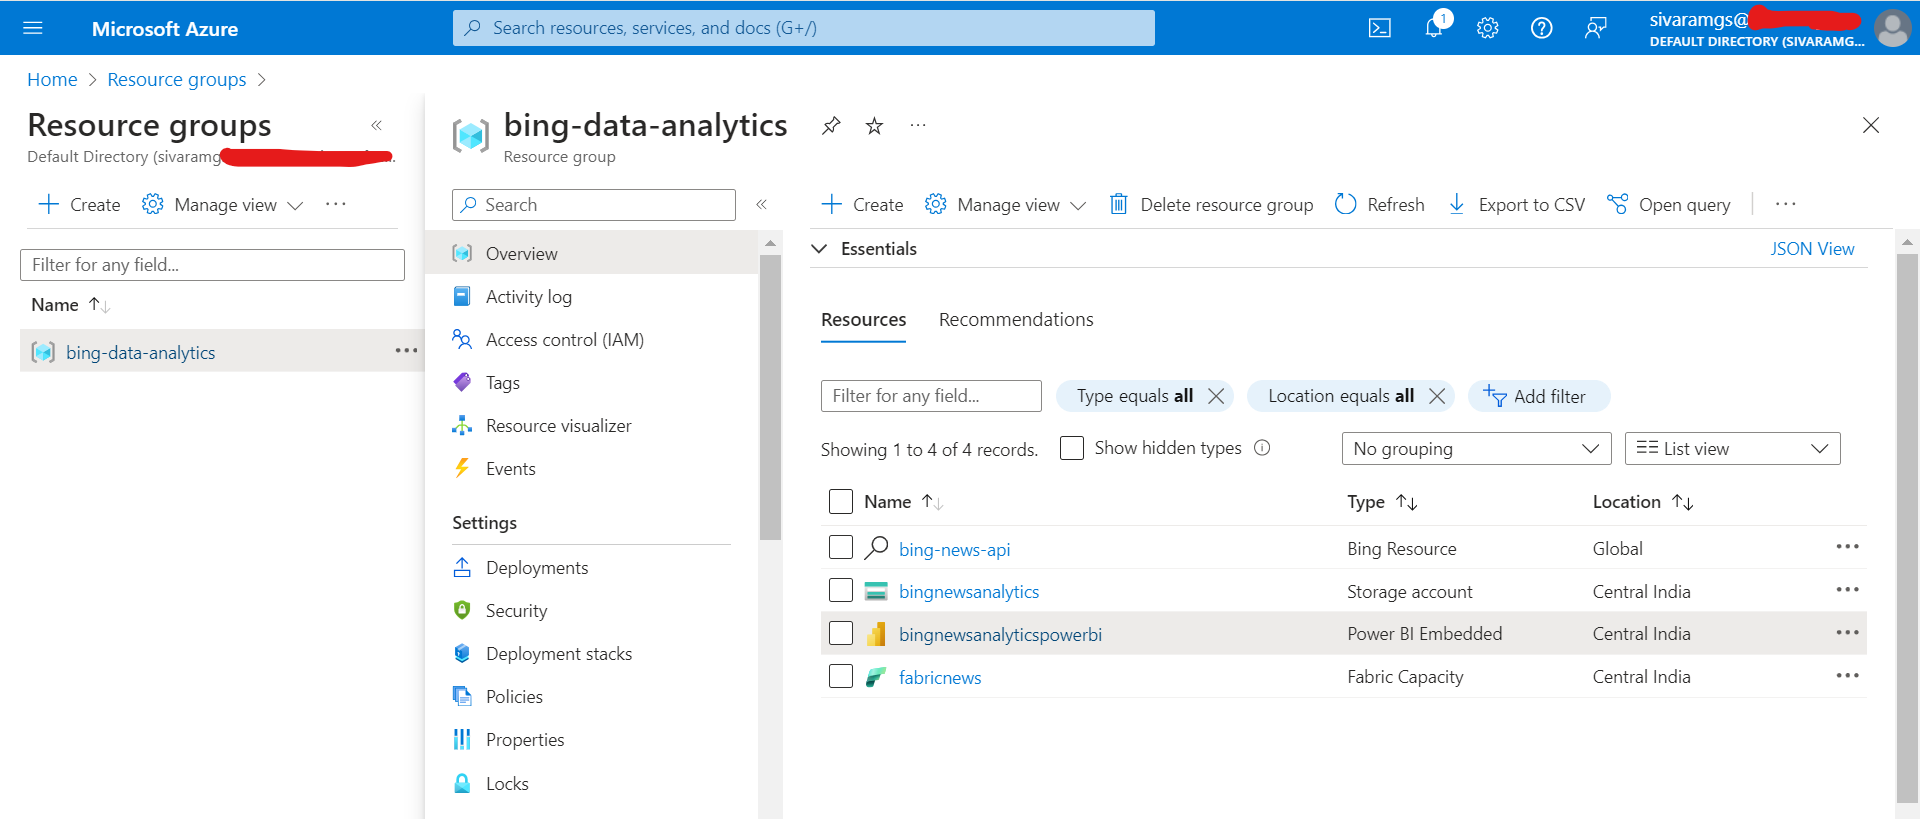 Microsoft Azure
Search resources, services, and docs (G+/)
1
sivaramgs@
DEFAULT DIRECTORY (SIVARAMG...
Home > Resource groups >
Resource groups
Default Directory (sivaramg
Create Manage view ...
Filter for any field...
Name
bing-data-analytics
bing-data-analytics
Resource group
Search
Overview
Activity log
Access control (IAM)
Tags
Resource visualizer
Events
Settings
Deployments
Security
Deployment stacks
Policies
Properties
Locks
Create Manage view Delete resource group Refresh Export to CSV Open query
Essentials JSON View
Resources Recommendations
Filter for any field... Type equals all Location equals all Add filter
Showing 1 to 4 of 4 records. Show hidden types No grouping List view
Name Type Location
bing-news-api Bing Resource Global
bingnewsanalytics Storage account Central India
bingnewsanalyticspowerbi Power BI Embedded Central India
fabricnews Fabric Capacity Central India